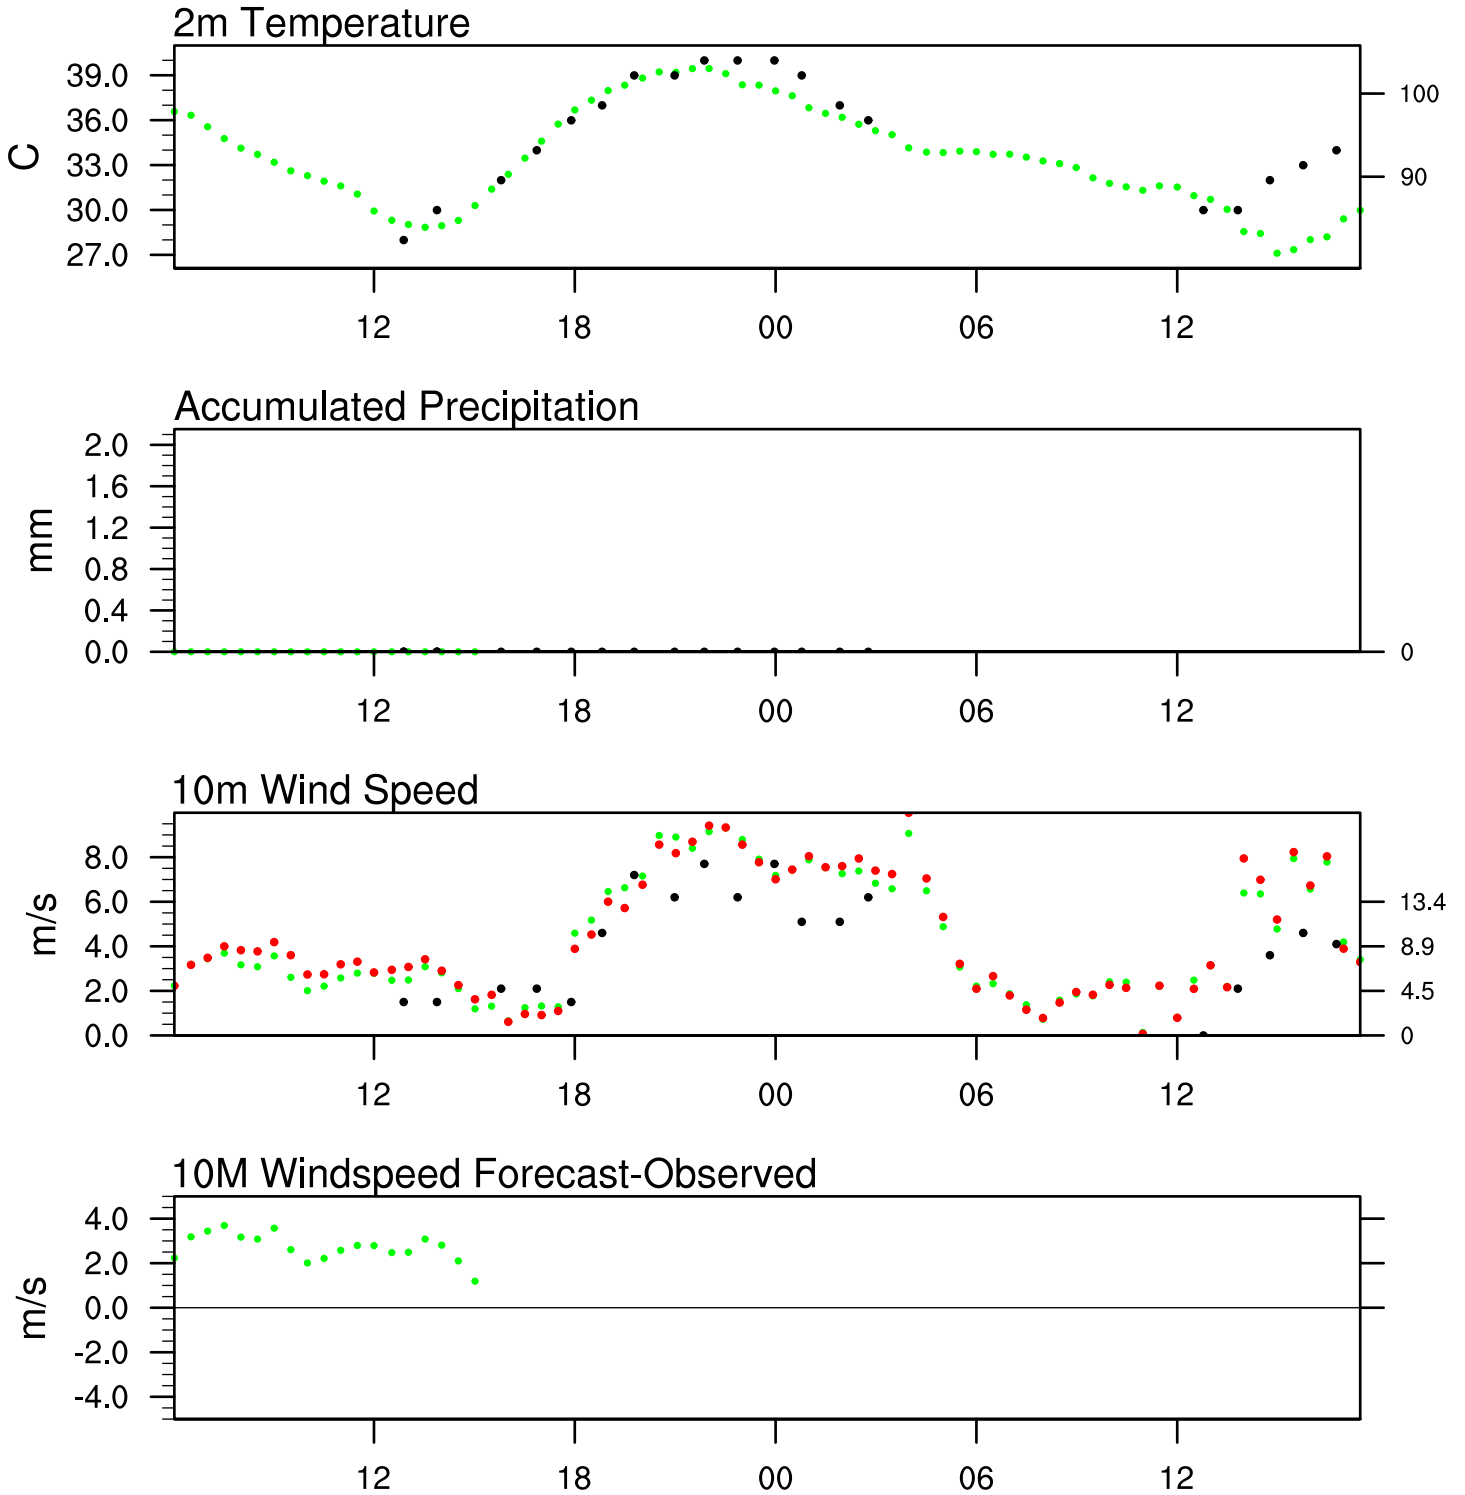 2m Temperature
39.0
36.0
33.0
30.0
27.0
C
100
90
12 18 00 06 12
Accumulated Precipitation
2.0
1.6
1.2
0.8
0.4
0.0
mm
0
12 18 00 06 12
10m Wind Speed
8.0
6.0
4.0
2.0
0.0
m/s
13.4
8.9
4.5
0
12 18 00 06 12
10M Windspeed Forecast-Observed
4.0
2.0
0.0
-2.0
-4.0
m/s
12 18 00 06 12